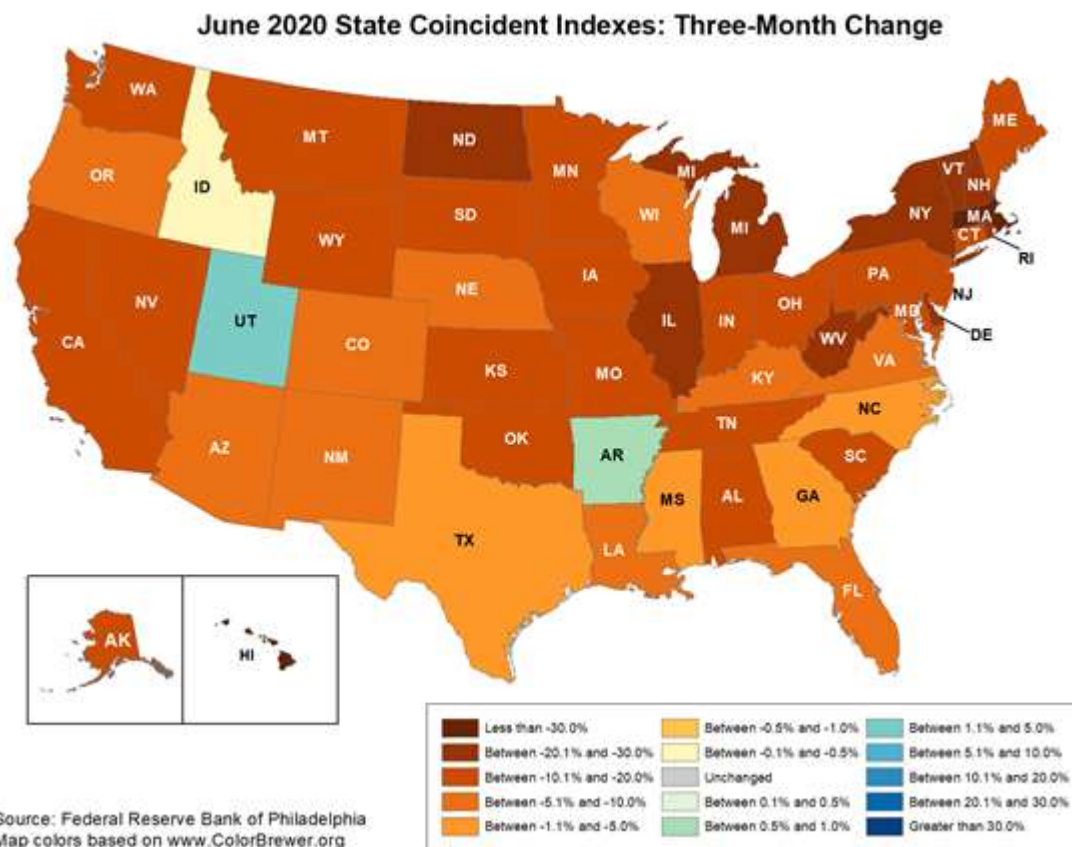 June 2020 State Coincident Indexes: Three-Month Change
WA
MT
ND
MN
ME
VT
NH
OR
ID
SD
WI
MI
MI
NY
MA
CT
RI
WY
IA
PA
NJ
NE
NV
UT
IL
IN
OH
MD
DE
CA
CO
WV
VA
KS
MO
KY
AZ
NM
OK
AR
TN
NC
SC
MS
AL
GA
TX
LA
FL
AK
HI
Less than -30.0%
Between -20.1% and -30.0%
Between -10.1% and -20.0%
Between -5.1% and -10.0%
Between -1.1% and -5.0%
Between -0.5% and -1.0%
Between -0.1% and -0.5%
Unchanged
Between 0.1% and 0.5%
Between 0.5% and 1.0%
Between 1.1% and 5.0%
Between 5.1% and 10.0%
Between 10.1% and 20.0%
Between 20.1% and 30.0%
Greater than 30.0%
Source: Federal Reserve Bank of Philadelphia
Map colors based on www.ColorBrewer.org